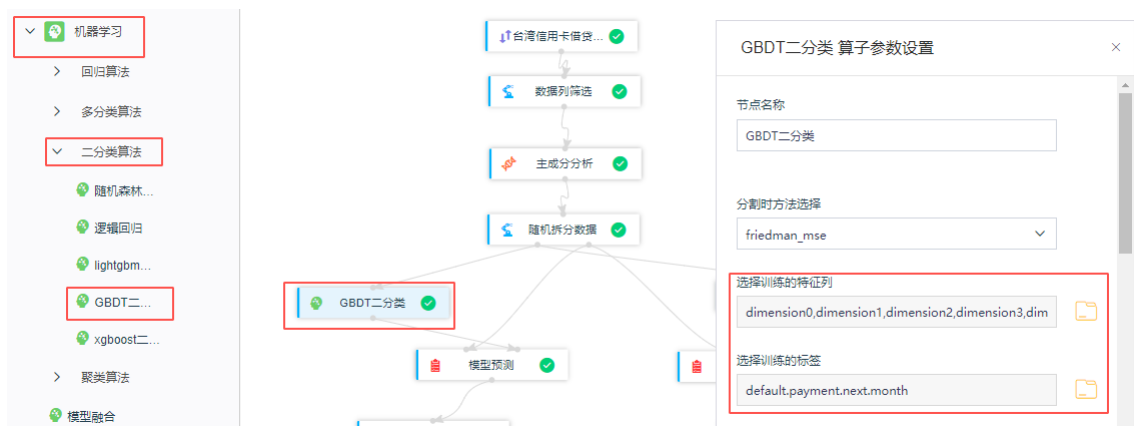 机器学习
回归算法
多分类算法
二分类算法
随机森林...
逻辑回归
lightgbm...
GBDT二...
xgboost二...
聚类算法
模型融合
台湾信用卡借贷...
数据列筛选
主成分分析
随机拆分数据
GBDT二分类
模型预测
GBDT二分类 算子参数设置
节点名称
GBDT二分类
分割时方法选择
friedman_mse
选择训练的特征列
dimension0,dimension1,dimension2,dimension3,dim
选择训练的标签
default.payment.next.month